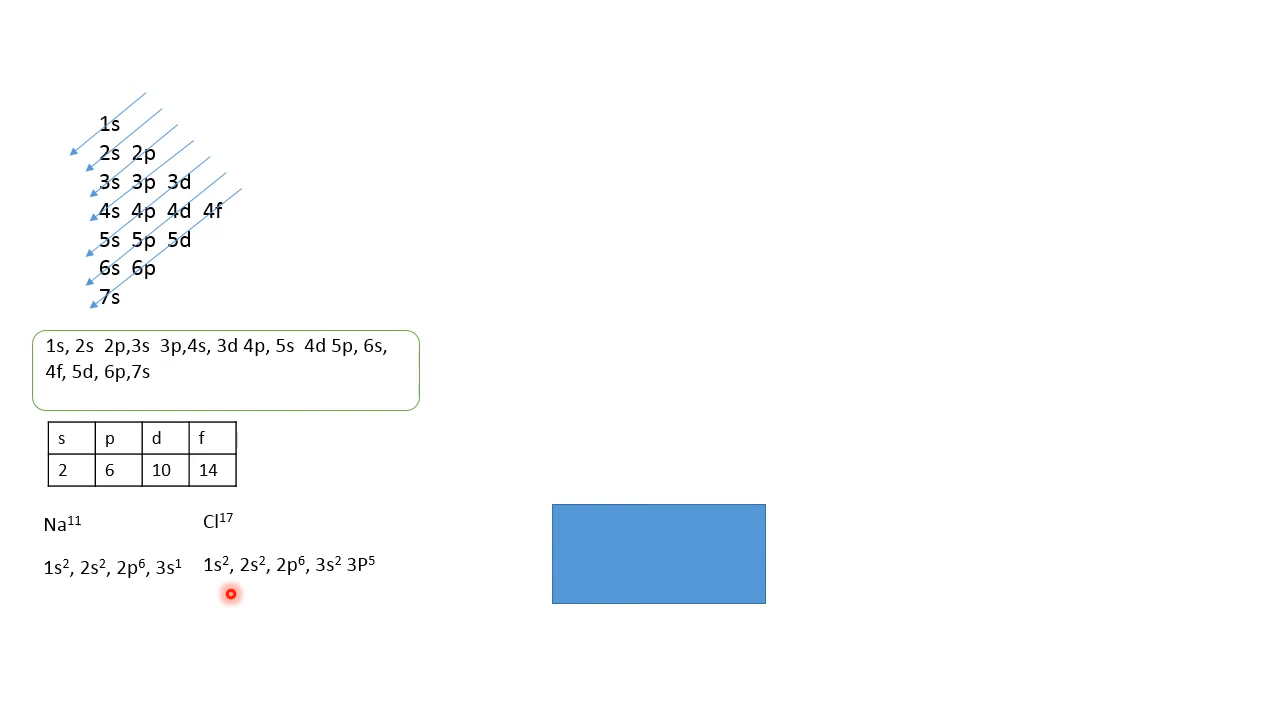 1s
2s 2p
3s 3p 3d
4s 4p 4d 4f
5s 5p 5d
6s 6p
7s
1s, 2s 2p,3s 3p,4s, 3d 4p, 5s 4d 5p, 6s,
4f, 5d, 6p,7s
s p d f
2 6 10 14
Na¹¹ Cl¹⁷
1s², 2s², 2p⁶, 3s¹ 1s², 2s², 2p⁶, 3s² 3P⁵